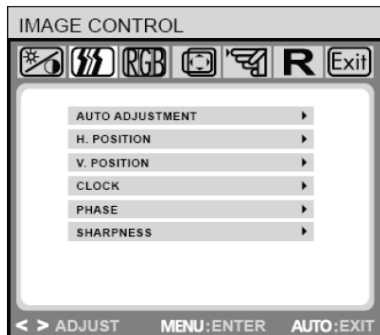 IMAGE CONTROL
RGB R Exit
AUTO ADJUSTMENT
H. POSITION
V. POSITION
CLOCK
PHASE
SHARPNESS
< > ADJUST MENU:ENTER AUTO:EXIT